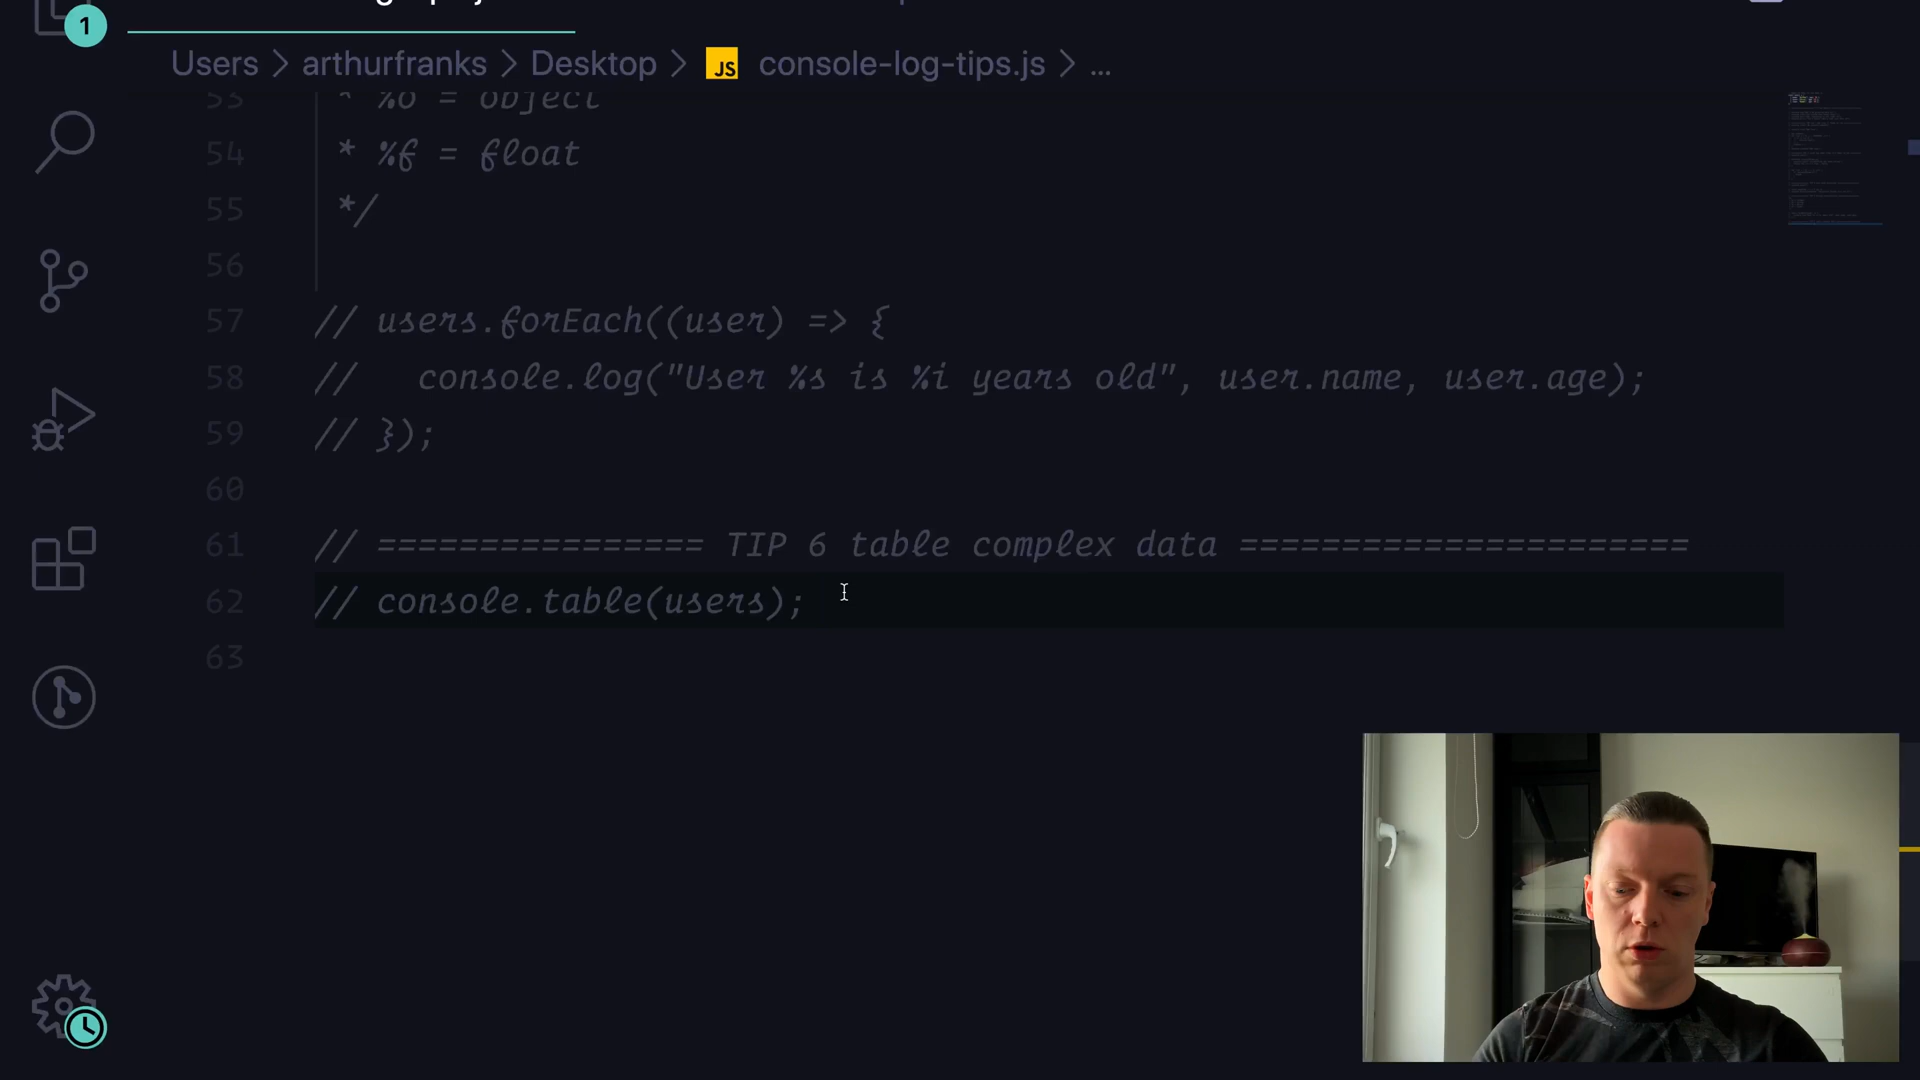 1
Users > arthurfranks > Desktop > JS console-log-tips.js > ...
53 * %o = object
54 * %f = float
55 */
56
57 // users.forEach((user) => {
58 //   console.log("User %s is %i years old", user.name, user.age);
59 // });
60
61 // ================ TIP 6 table complex data ======================
62 // console.table(users);
63